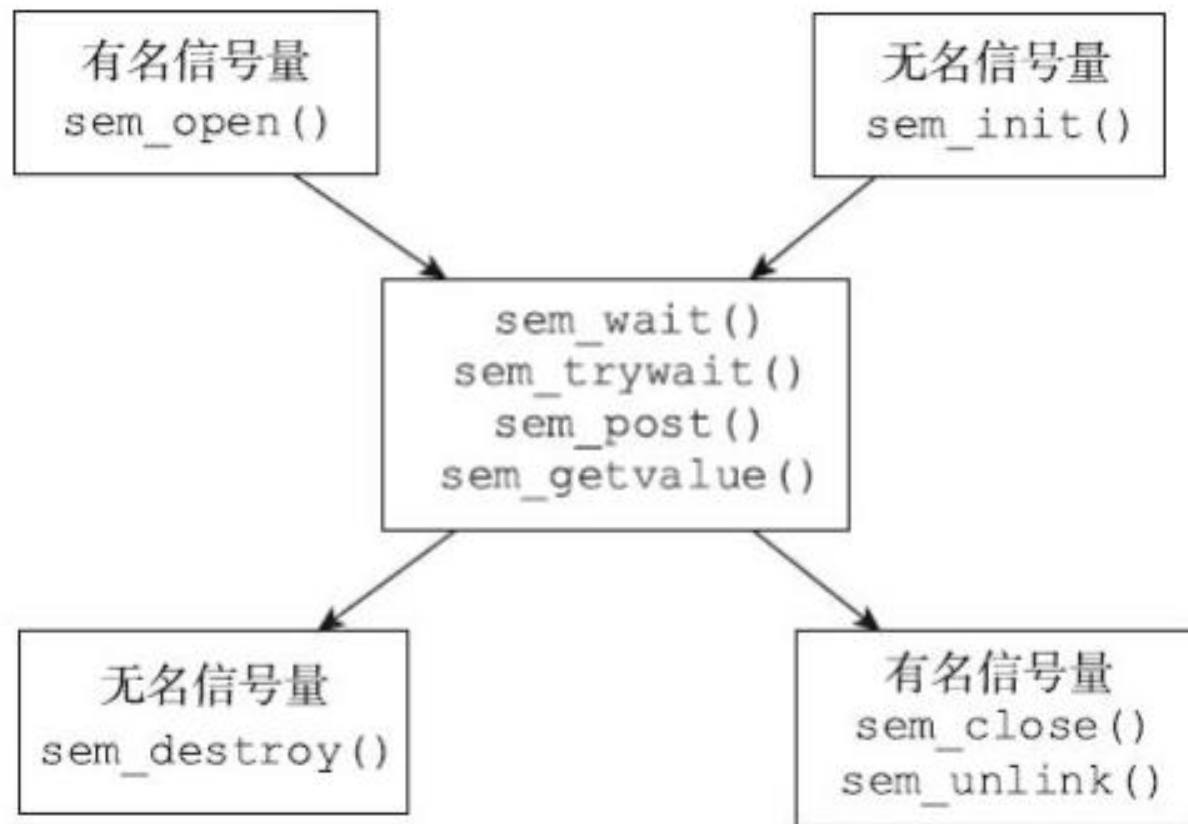 有名信号量
sem_open()
无名信号量
sem_init()
sem_wait()
sem_trywait()
sem_post()
sem_getvalue()
无名信号量
sem_destroy()
有名信号量
sem_close()
sem_unlink()